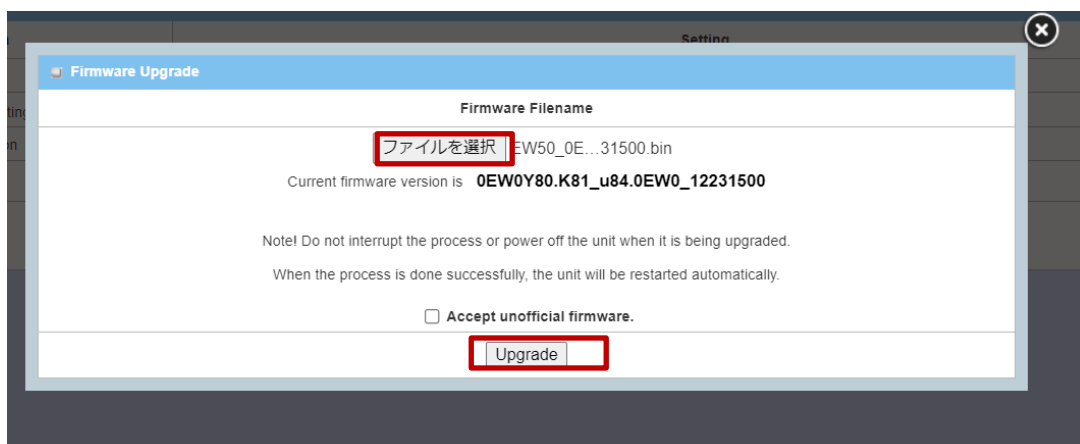 Setting
Firmware Upgrade
ting
n
Firmware Filename
ファイルを選択 EW50_0E...31500.bin
Current firmware version is 0EW0Y80.K81_u84.0EW0_12231500
Note! Do not interrupt the process or power off the unit when it is being upgraded.
When the process is done successfully, the unit will be restarted automatically.
Accept unofficial firmware.
Upgrade